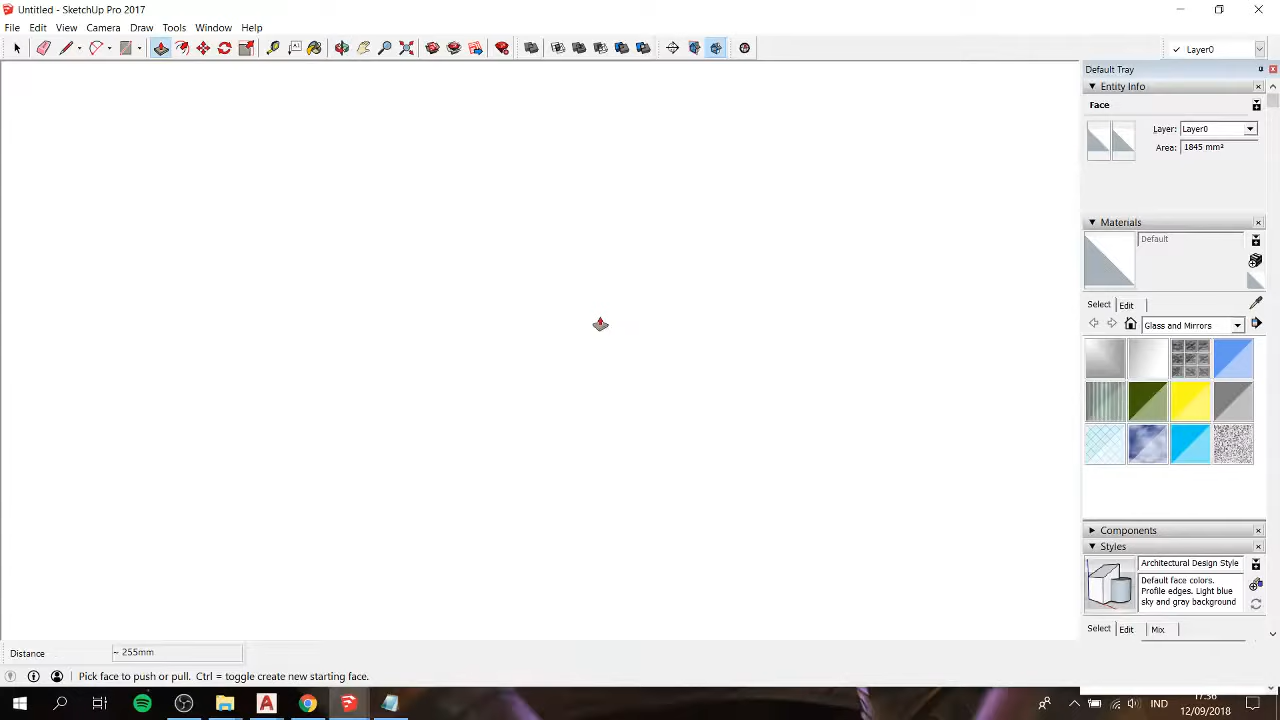 Untitled - SketchUp Pro 2017
File Edit View Camera Draw Tools Window Help
Layer0
Default Tray
Entity Info
Face
Layer: Layer0
Area: 1845 mm²
Materials
Default
Select Edit
Glass and Mirrors
Components
Styles
Architectural Design Style
Default face colors.
Profile edges. Light blue
sky and gray background
Select Edit Mix
Distance ~ 255mm
Pick face to push or pull. Ctrl = toggle create new starting face.
IND
17:36
12/09/2018